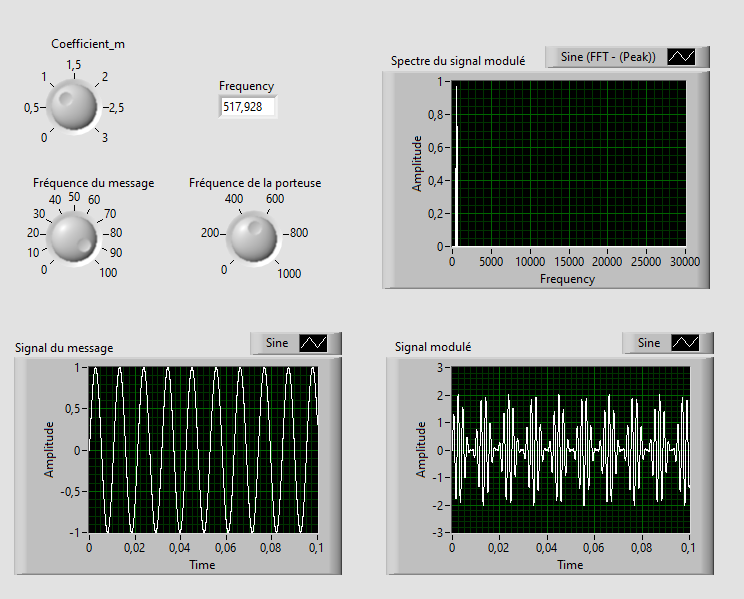 Coefficient_m
1,5
1
2
0,5
2,5
0
3
Frequency
517,928
Fréquence du message
50
40
60
30
70
20
80
10
90
0
100
Fréquence de la porteuse
400
600
200
800
0
1000
Spectre du signal modulé
Sine (FFT - (Peak))
Amplitude
1
0,8
0,6
0,4
0,2
0
0 5000 10000 15000 20000 25000 30000
Frequency
Signal du message
Sine
Amplitude
1
0,5
0
-0,5
-1
0 0,02 0,04 0,06 0,08 0,1
Time
Signal modulé
Sine
Amplitude
3
2
1
0
-1
-2
-3
0 0,02 0,04 0,06 0,08 0,1
Time